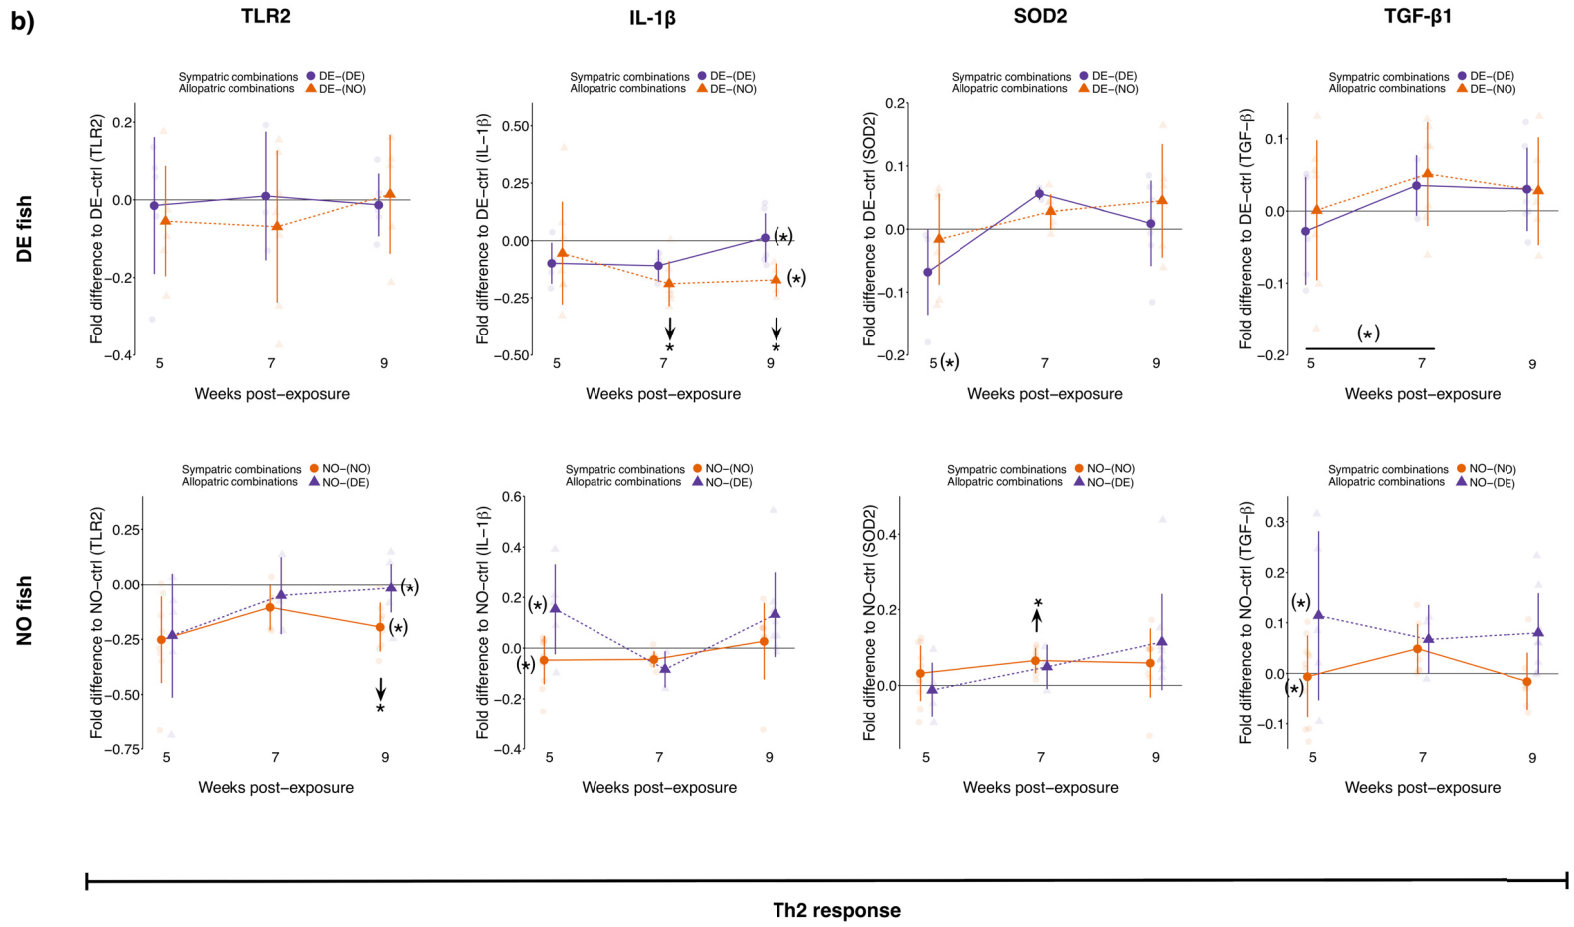 b)
TLR2
IL-1β
SOD2
TGF-β1
DE fish
Sympatric combinations DE-(DE)
Allopatric combinations DE-(NO)
Fold difference to DE-ctrl (TLR2)
0.2
0.0
-0.2
-0.4
5 7 9
Weeks post-exposure
Sympatric combinations DE-(DE)
Allopatric combinations DE-(NO)
Fold difference to DE-ctrl (IL-1β)
0.50
0.25
0.00
-0.25
-0.50
(*)
(*)
* *
5 7 9
Weeks post-exposure
Sympatric combinations DE-(DE)
Allopatric combinations DE-(NO)
Fold difference to DE-ctrl (SOD2)
0.2
0.1
0.0
-0.1
-0.2
5 (*) 7 9
Weeks post-exposure
Sympatric combinations DE-(DE)
Allopatric combinations DE-(NO)
Fold difference to DE-ctrl (TGF-β)
0.1
0.0
-0.1
-0.2
(*)
5 7 9
Weeks post-exposure
NO fish
Sympatric combinations NO-(NO)
Allopatric combinations NO-(DE)
Fold difference to NO-ctrl (TLR2)
0.25
0.00
-0.25
-0.50
-0.75
(*)
(*)
*
5 7 9
Weeks post-exposure
Sympatric combinations NO-(NO)
Allopatric combinations NO-(DE)
Fold difference to NO-ctrl (IL-1β)
0.6
0.4
0.2
0.0
-0.2
-0.4
(*)
(*)
5 7 9
Weeks post-exposure
Sympatric combinations NO-(NO)
Allopatric combinations NO-(DE)
Fold difference to NO-ctrl (SOD2)
0.4
0.2
0.0
*
5 7 9
Weeks post-exposure
Sympatric combinations NO-(NO)
Allopatric combinations NO-(DE)
Fold difference to NO-ctrl (TGF-β)
0.3
0.2
0.1
0.0
-0.1
(*)
(*)
5 7 9
Weeks post-exposure
Th2 response